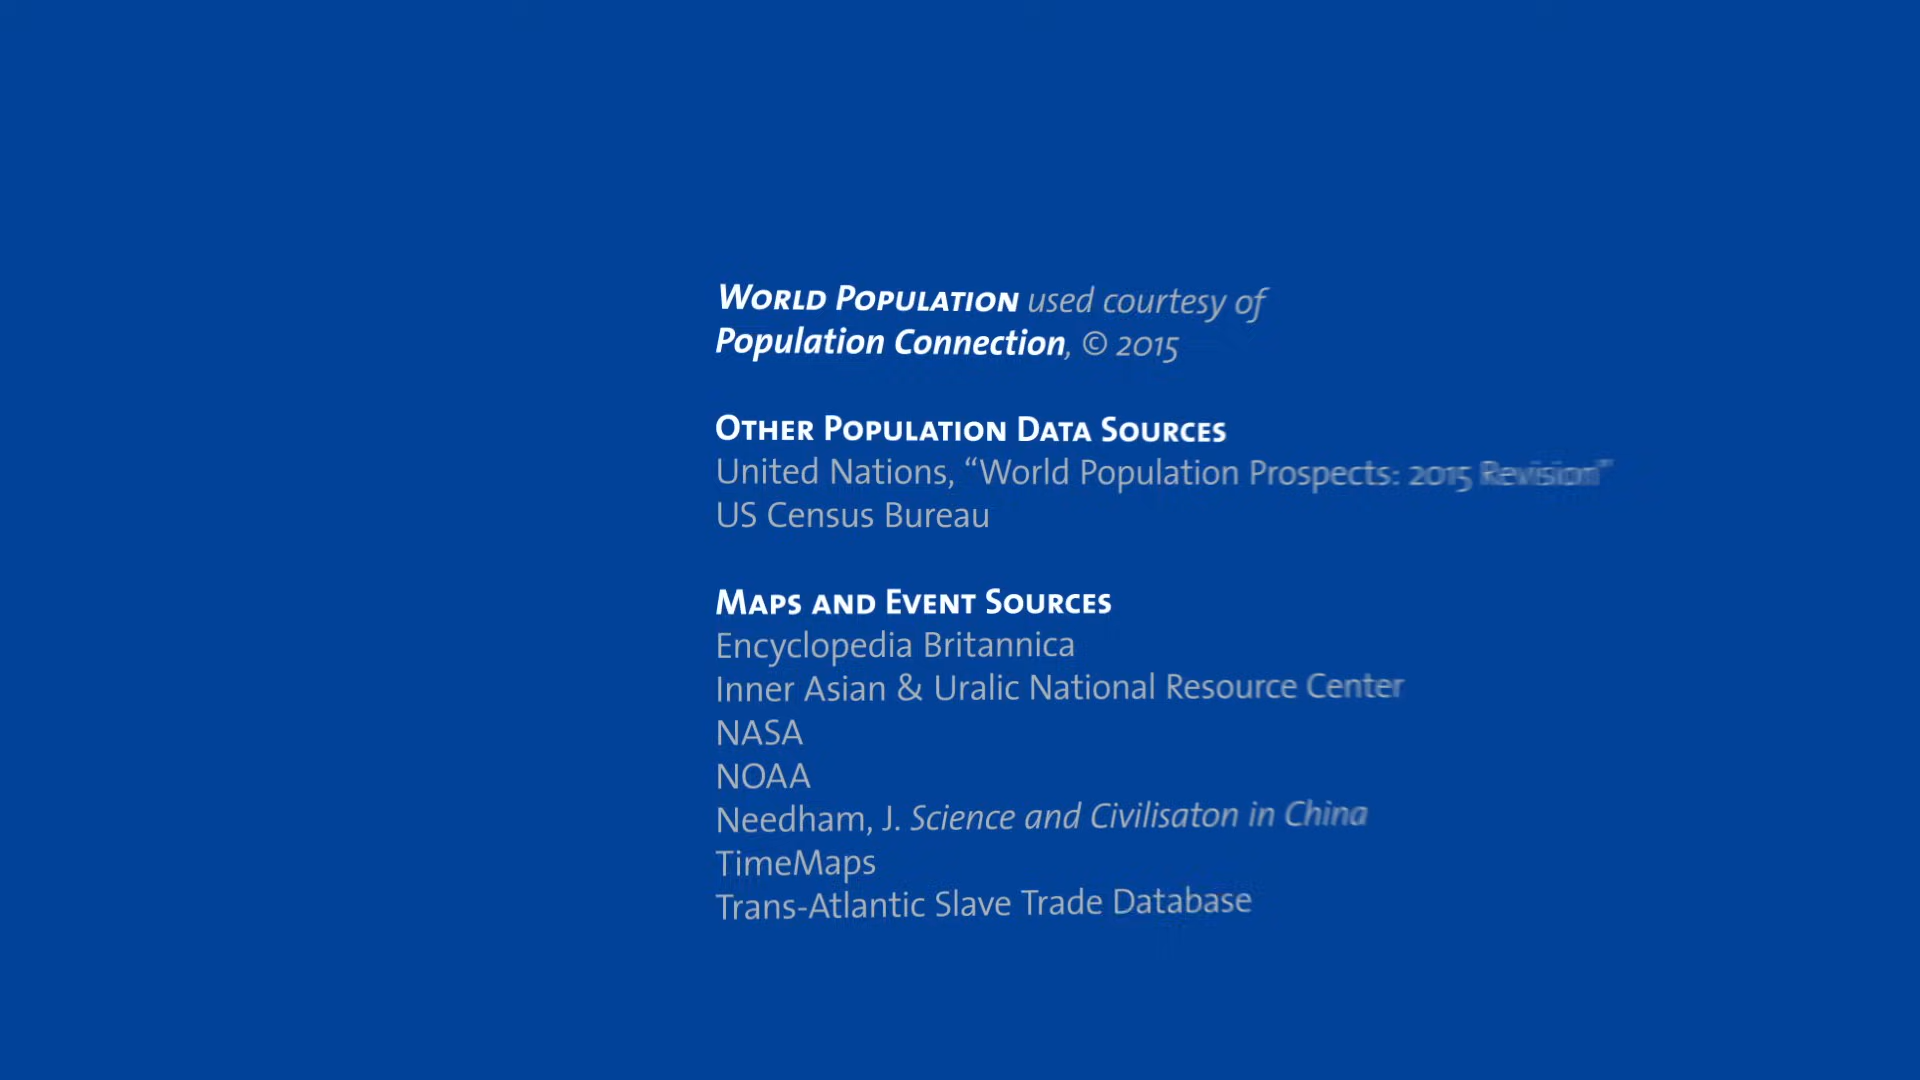 WORLD POPULATION used courtesy of
Population Connection, © 2015
OTHER POPULATION DATA SOURCES
United Nations, “World Population Prospects: 2015 Revision”
US Census Bureau
MAPS AND EVENT SOURCES
Encyclopedia Britannica
Inner Asian & Uralic National Resource Center
NASA
NOAA
Needham, J. Science and Civilisaton in China
TimeMaps
Trans-Atlantic Slave Trade Database